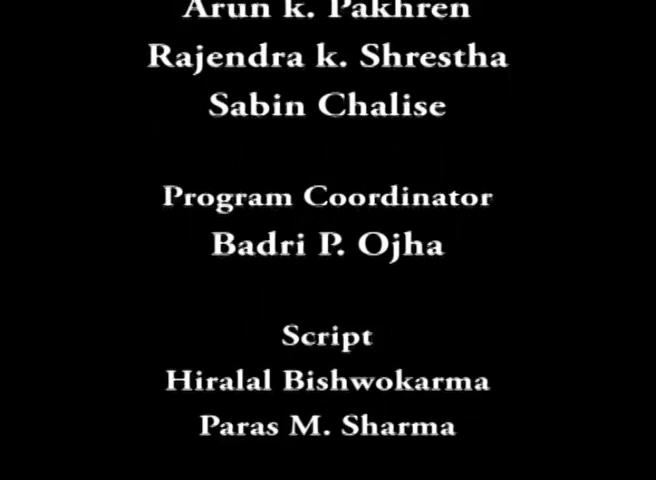 Arun k. Pakhren
Rajendra k. Shrestha
Sabin Chalise
Program Coordinator
Badri P. Ojha
Script
Hiralal Bishwokarma
Paras M. Sharma